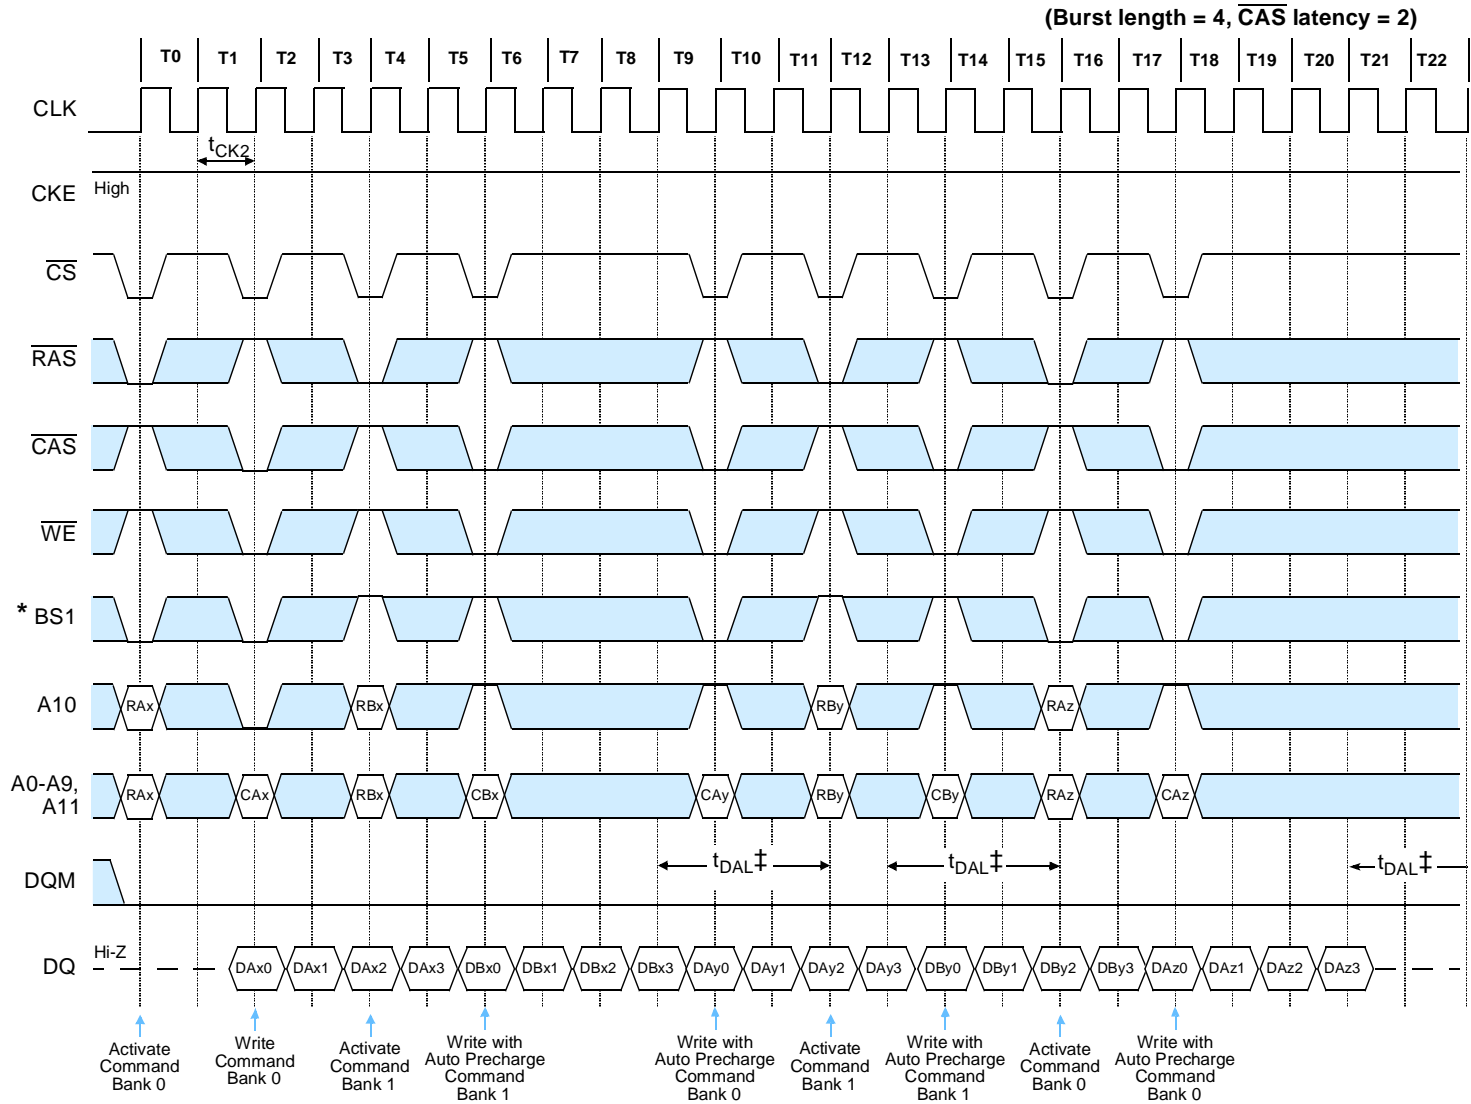 (Burst length = 4, CAS latency = 2)
T0 T1 T2 T3 T4 T5 T6 T7 T8 T9 T10 T11 T12 T13 T14 T15 T16 T17 T18 T19 T20 T21 T22
CLK
tCK2
CKE High
CS
RAS
CAS
WE
* BS1
A10 RAx RBx RBy RAz
A0-A9,
A11
RAx CAx RBx CBx CAy RBy CBy RAz CAz
DQM tDAL‡ tDAL‡ tDAL‡
DQ Hi-Z DAx0 DAx1 DAx2 DAx3 DBx0 DBx1 DBx2 DBx3 DAy0 DAy1 DAy2 DAy3 DBy0 DBy1 DBy2 DBy3 DAz0 DAz1 DAz2 DAz3
Activate
Command
Bank 0
Write
Command
Bank 0
Activate
Command
Bank 1
Write with
Auto Precharge
Command
Bank 1
Write with
Auto Precharge
Command
Bank 0
Activate
Command
Bank 1
Write with
Auto Precharge
Command
Bank 1
Activate
Command
Bank 0
Write with
Auto Precharge
Command
Bank 0